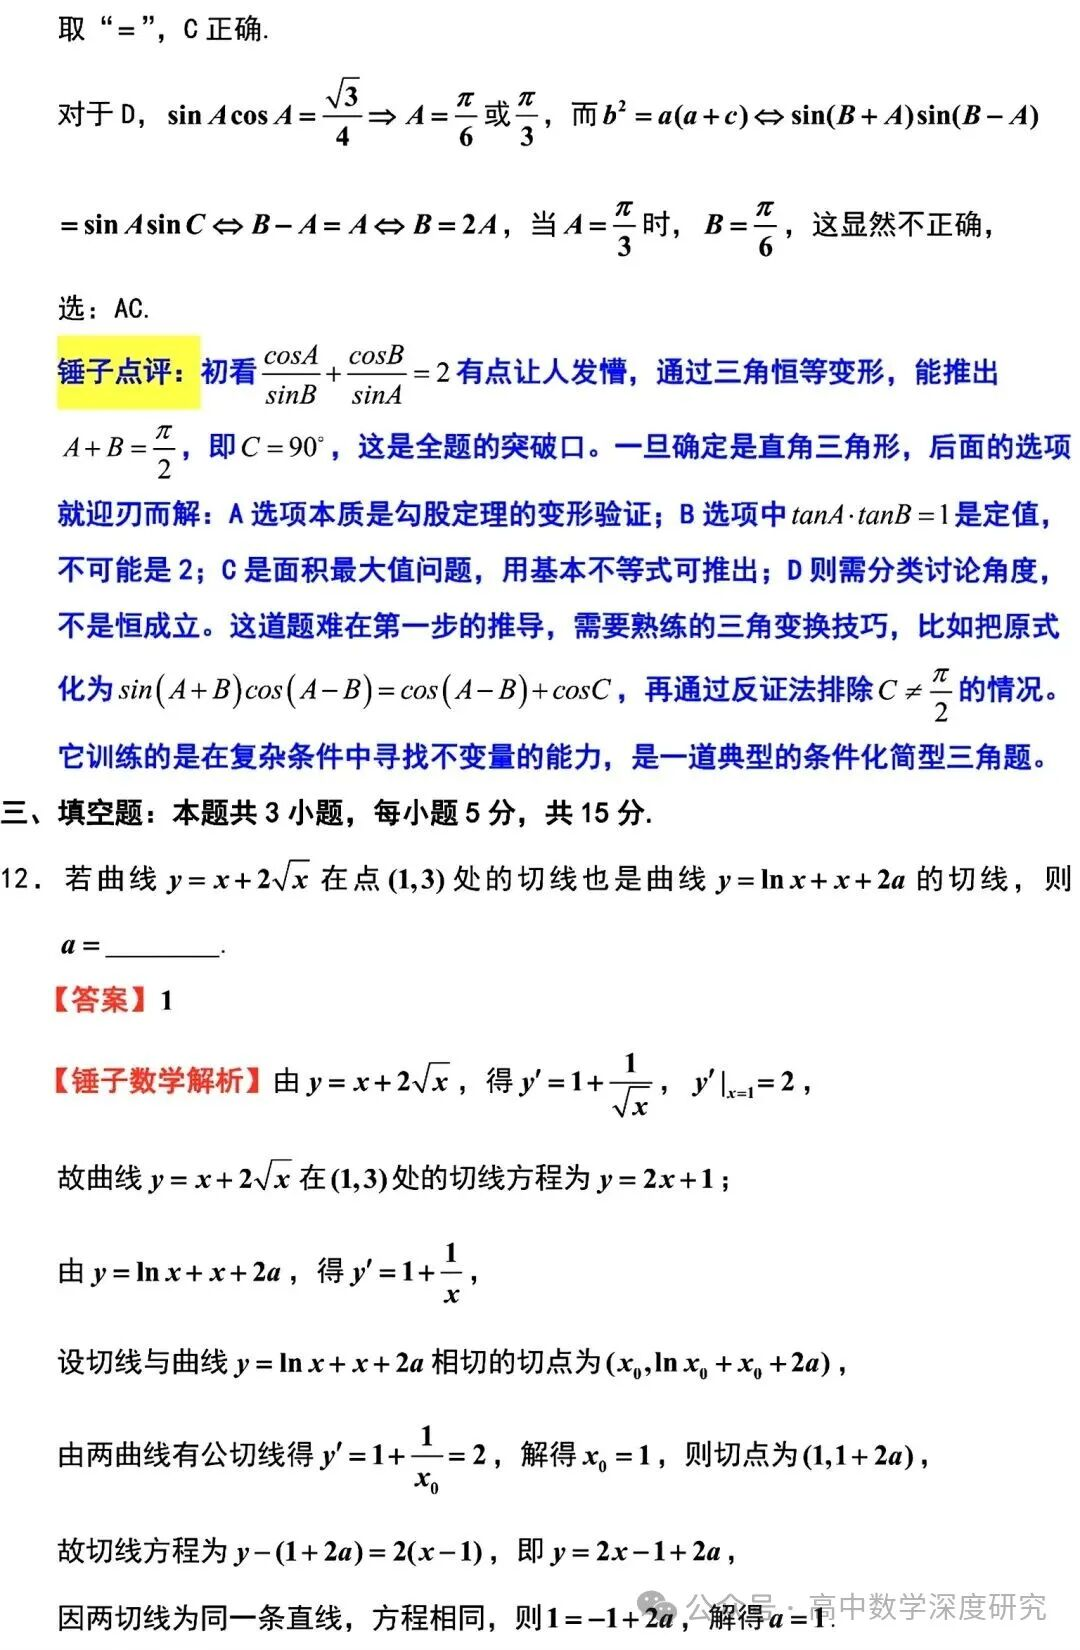 取“=”，C 正确.
对于 D，sin A cos A = √3/4 ⇒ A = π/6 或 π/3，而 b² = a(a + c) ⇔ sin(B + A)sin(B − A)
= sin A sin C ⇔ B − A = A ⇔ B = 2A，当 A = π/3 时，B = π/6，这显然不正确，
选：AC.
锤子点评：初看 cosA/sinB + cosB/sinA = 2 有点让人发懵，通过三角恒等变形，能推出
A + B = π/2，即 C = 90°，这是全题的突破口。一旦确定是直角三角形，后面的选项
就迎刃而解：A 选项本质是勾股定理的变形验证；B 选项中 tanA·tanB = 1 是定值，
不可能是 2；C 是面积最大值问题，用基本不等式可推出；D 则需分类讨论角度，
不是恒成立。这道题难在第一步的推导，需要熟练的三角变换技巧，比如把原式
化为 sin(A + B)cos(A − B) = cos(A − B) + cosC，再通过反证法排除 C ≠ π/2 的情况。
它训练的是在复杂条件中寻找不变量的能力，是一道典型的条件化简型三角题。
三、填空题：本题共 3 小题，每小题 5 分，共 15 分.
12．若曲线 y = x + 2√x 在点 (1,3) 处的切线也是曲线 y = ln x + x + 2a 的切线，则
a = ________.
【答案】1
【锤子数学解析】由 y = x + 2√x，得 y′ = 1 + 1/√x，y′|ₓ₌₁ = 2，
故曲线 y = x + 2√x 在 (1,3) 处的切线方程为 y = 2x + 1；
由 y = ln x + x + 2a，得 y′ = 1 + 1/x，
设切线与曲线 y = ln x + x + 2a 相切的切点为 (x₀, ln x₀ + x₀ + 2a)，
由两曲线有公切线得 y′ = 1 + 1/x₀ = 2，解得 x₀ = 1，则切点为 (1,1 + 2a)，
故切线方程为 y − (1 + 2a) = 2(x − 1)，即 y = 2x − 1 + 2a，
因两切线为同一条直线，方程相同，则 1 = −1 + 2a，解得 a = 1.
公众号·高中数学深度研究